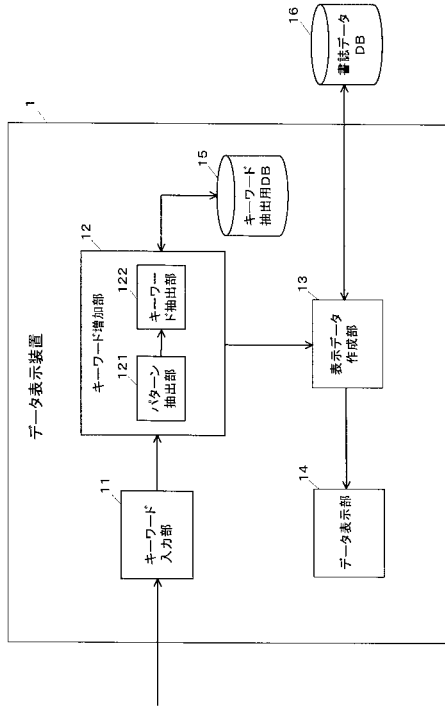 データ表示装置
1
11
キーワード
入力部
12
キーワード増加部
121
パターン
抽出部
122
キーワー
ド抽出部
15
キーワード
抽出用DB
14
データ表示部
13
表示データ
作成部
16
書誌データ
DB